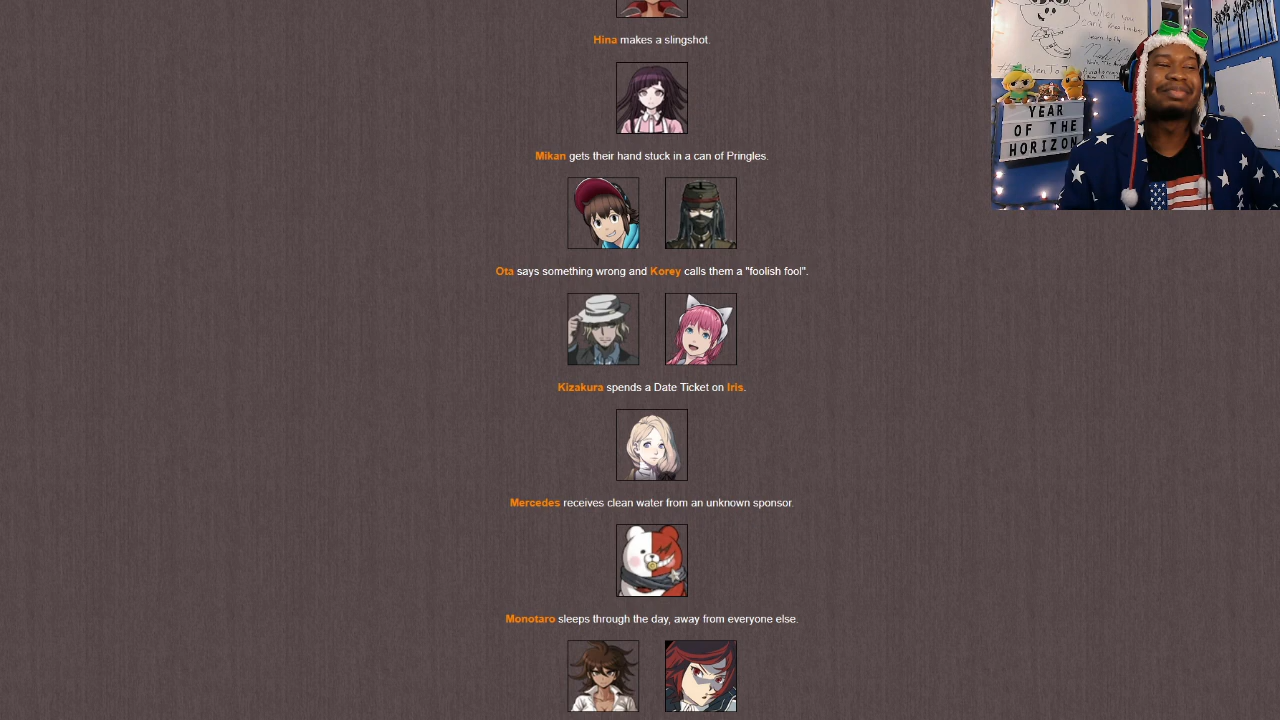 Hina makes a slingshot.
Mikan gets their hand stuck in a can of Pringles.
Ota says something wrong and Korey calls them a "foolish fool".
Kizakura spends a Date Ticket on Iris.
Mercedes receives clean water from an unknown sponsor.
Monotaro sleeps through the day, away from everyone else.
YEAR
OF THE
HORIZON